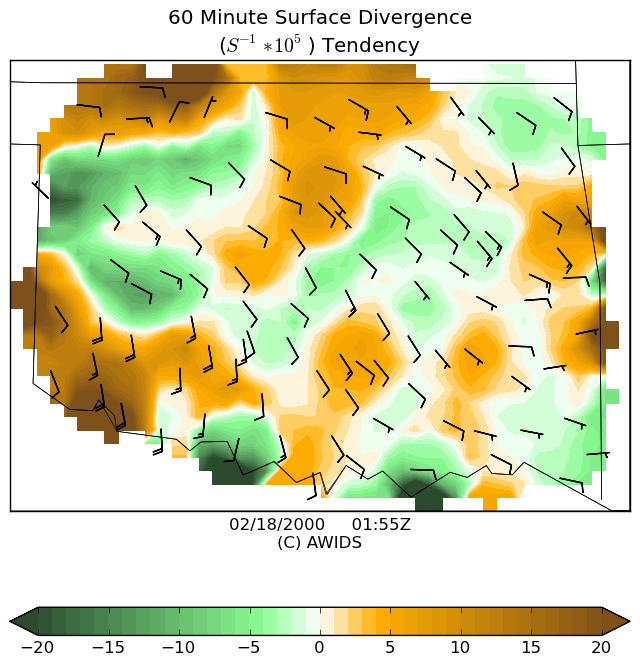 60 Minute Surface Divergence
(S⁻¹ ∗10⁵ ) Tendency
02/18/2000 01:55Z
(C) AWIDS
−20 −15 −10 −5 0 5 10 15 20